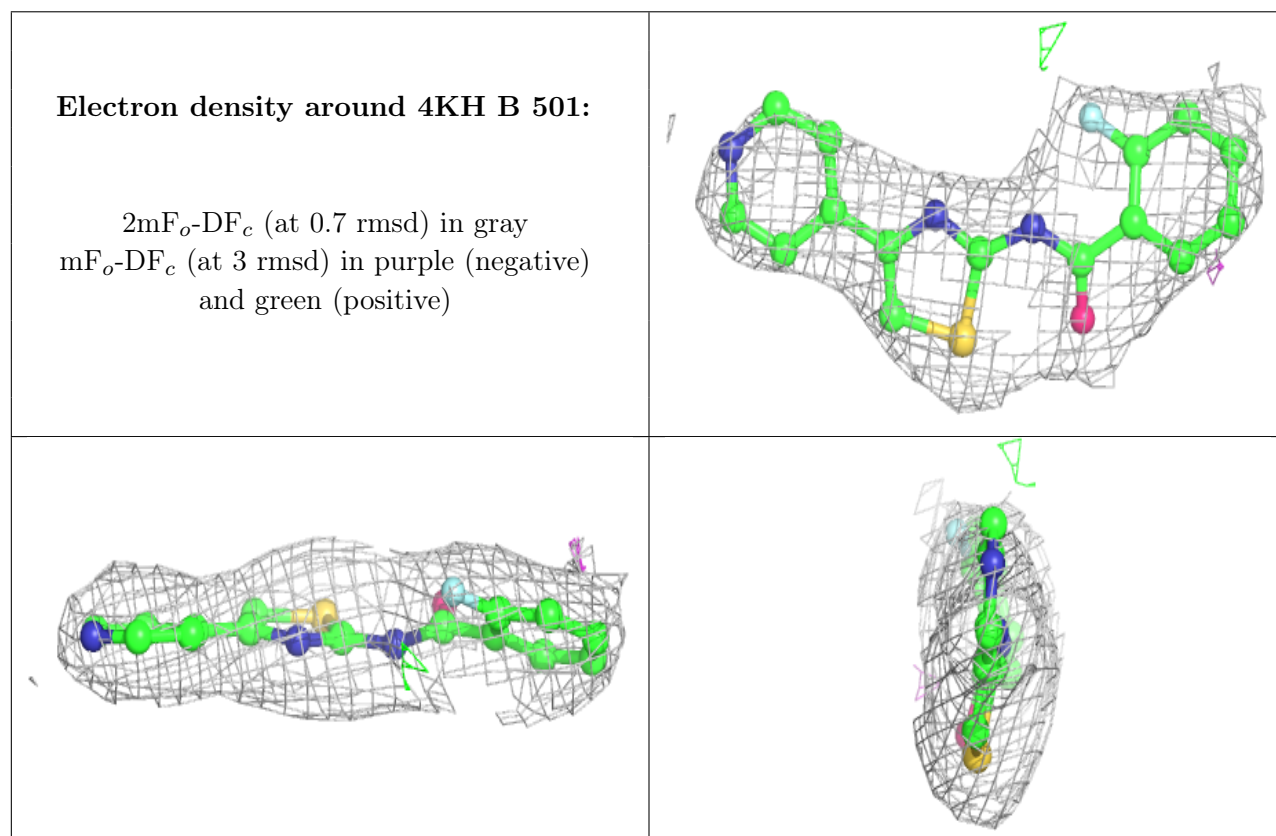 Electron density around 4KH B 501:
2mFₒ-DF𝒸 (at 0.7 rmsd) in gray
mFₒ-DF𝒸 (at 3 rmsd) in purple (negative)
and green (positive)